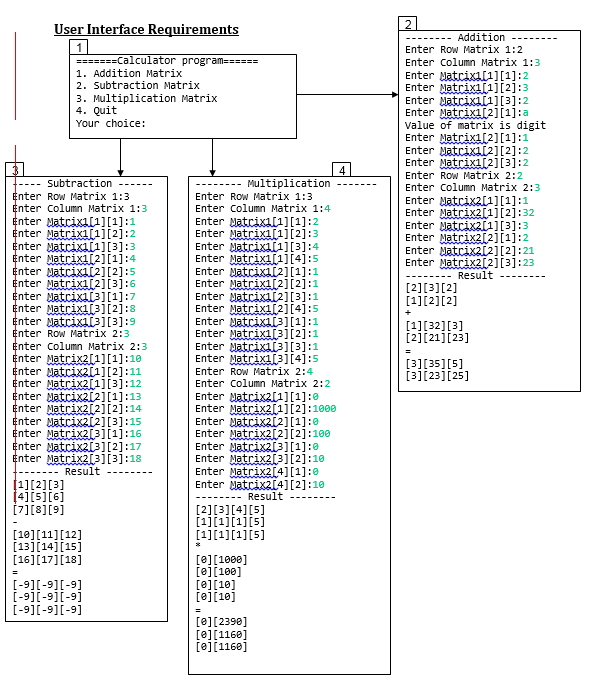 User Interface Requirements
1
=======Calculator program======
1. Addition Matrix
2. Subtraction Matrix
3. Multiplication Matrix
4. Quit
Your choice:
2
-------- Addition --------
Enter Row Matrix 1:2
Enter Column Matrix 1:3
Enter Matrix1[1][1]:2
Enter Matrix1[1][2]:3
Enter Matrix1[1][3]:2
Enter Matrix1[2][1]:a
Value of matrix is digit
Enter Matrix1[2][1]:1
Enter Matrix1[2][2]:2
Enter Matrix1[2][3]:2
Enter Row Matrix 2:2
Enter Column Matrix 2:3
Enter Matrix2[1][1]:1
Enter Matrix2[1][2]:32
Enter Matrix2[1][3]:3
Enter Matrix2[2][1]:2
Enter Matrix2[2][2]:21
Enter Matrix2[2][3]:23
-------- Result --------
[2][3][2]
[1][2][2]
+
[1][32][3]
[2][21][23]
=
[3][35][5]
[3][23][25]
3
----- Subtraction ------
Enter Row Matrix 1:3
Enter Column Matrix 1:3
Enter Matrix1[1][1]:1
Enter Matrix1[1][2]:2
Enter Matrix1[1][3]:3
Enter Matrix1[2][1]:4
Enter Matrix1[2][2]:5
Enter Matrix1[2][3]:6
Enter Matrix1[3][1]:7
Enter Matrix1[3][2]:8
Enter Matrix1[3][3]:9
Enter Row Matrix 2:3
Enter Column Matrix 2:3
Enter Matrix2[1][1]:10
Enter Matrix2[1][2]:11
Enter Matrix2[1][3]:12
Enter Matrix2[2][1]:13
Enter Matrix2[2][2]:14
Enter Matrix2[2][3]:15
Enter Matrix2[3][1]:16
Enter Matrix2[3][2]:17
Enter Matrix2[3][3]:18
------- Result --------
[1][2][3]
[4][5][6]
[7][8][9]
-
[10][11][12]
[13][14][15]
[16][17][18]
=
[-9][-9][-9]
[-9][-9][-9]
[-9][-9][-9]
4
-------- Multiplication -------
Enter Row Matrix 1:3
Enter Column Matrix 1:4
Enter Matrix1[1][1]:2
Enter Matrix1[1][2]:3
Enter Matrix1[1][3]:4
Enter Matrix1[1][4]:5
Enter Matrix1[2][1]:1
Enter Matrix1[2][2]:1
Enter Matrix1[2][3]:1
Enter Matrix1[2][4]:5
Enter Matrix1[3][1]:1
Enter Matrix1[3][2]:1
Enter Matrix1[3][3]:1
Enter Matrix1[3][4]:5
Enter Row Matrix 2:4
Enter Column Matrix 2:2
Enter Matrix2[1][1]:0
Enter Matrix2[1][2]:1000
Enter Matrix2[2][1]:0
Enter Matrix2[2][2]:100
Enter Matrix2[3][1]:0
Enter Matrix2[3][2]:10
Enter Matrix2[4][1]:0
Enter Matrix2[4][2]:10
-------- Result --------
[2][3][4][5]
[1][1][1][5]
[1][1][1][5]
*
[0][1000]
[0][100]
[0][10]
[0][10]
=
[0][2390]
[0][1160]
[0][1160]